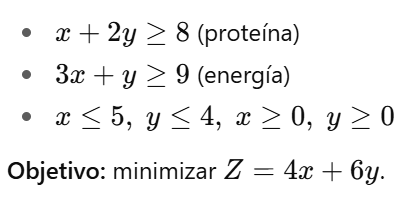 • x + 2y ≥ 8 (proteína)
• 3x + y ≥ 9 (energía)
• x ≤ 5, y ≤ 4, x ≥ 0, y ≥ 0
Objetivo: minimizar Z = 4x + 6y.